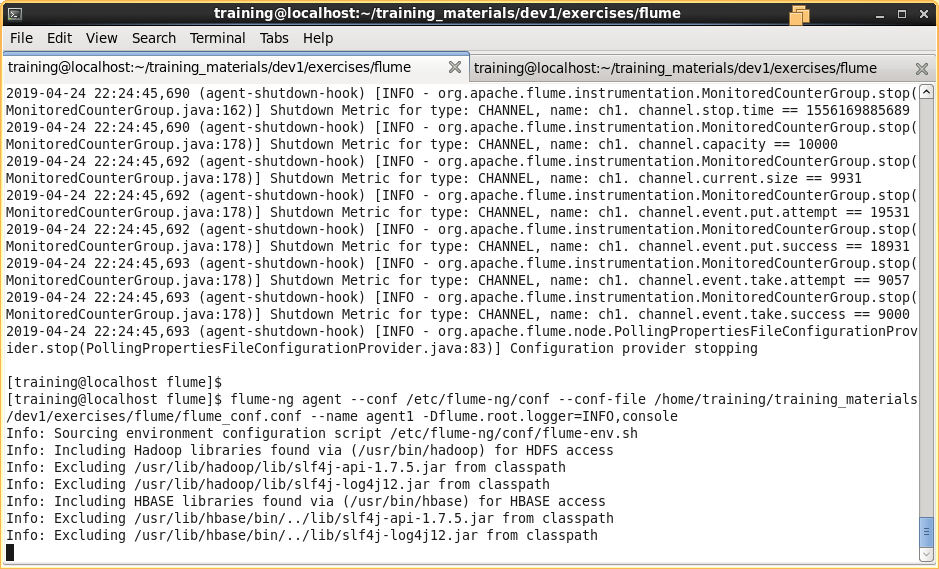 training@localhost:~/training_materials/dev1/exercises/flume
File Edit View Search Terminal Tabs Help
training@localhost:~/training_materials/dev1/exercises/flume training@localhost:~/training_materials/dev1/exercises/flume
2019-04-24 22:24:45,690 (agent-shutdown-hook) [INFO - org.apache.flume.instrumentation.MonitoredCounterGroup.stop(
MonitoredCounterGroup.java:162)] Shutdown Metric for type: CHANNEL, name: ch1. channel.stop.time == 1556169885689
2019-04-24 22:24:45,690 (agent-shutdown-hook) [INFO - org.apache.flume.instrumentation.MonitoredCounterGroup.stop(
MonitoredCounterGroup.java:178)] Shutdown Metric for type: CHANNEL, name: ch1. channel.capacity == 10000
2019-04-24 22:24:45,692 (agent-shutdown-hook) [INFO - org.apache.flume.instrumentation.MonitoredCounterGroup.stop(
MonitoredCounterGroup.java:178)] Shutdown Metric for type: CHANNEL, name: ch1. channel.current.size == 9931
2019-04-24 22:24:45,692 (agent-shutdown-hook) [INFO - org.apache.flume.instrumentation.MonitoredCounterGroup.stop(
MonitoredCounterGroup.java:178)] Shutdown Metric for type: CHANNEL, name: ch1. channel.event.put.attempt == 19531
2019-04-24 22:24:45,692 (agent-shutdown-hook) [INFO - org.apache.flume.instrumentation.MonitoredCounterGroup.stop(
MonitoredCounterGroup.java:178)] Shutdown Metric for type: CHANNEL, name: ch1. channel.event.put.success == 18931
2019-04-24 22:24:45,693 (agent-shutdown-hook) [INFO - org.apache.flume.instrumentation.MonitoredCounterGroup.stop(
MonitoredCounterGroup.java:178)] Shutdown Metric for type: CHANNEL, name: ch1. channel.event.take.attempt == 9057
2019-04-24 22:24:45,693 (agent-shutdown-hook) [INFO - org.apache.flume.instrumentation.MonitoredCounterGroup.stop(
MonitoredCounterGroup.java:178)] Shutdown Metric for type: CHANNEL, name: ch1. channel.event.take.success == 9000
2019-04-24 22:24:45,693 (agent-shutdown-hook) [INFO - org.apache.flume.node.PollingPropertiesFileConfigurationProv
ider.stop(PollingPropertiesFileConfigurationProvider.java:83)] Configuration provider stopping
[training@localhost flume]$
[training@localhost flume]$ flume-ng agent --conf /etc/flume-ng/conf --conf-file /home/training/training_materials
/dev1/exercises/flume/flume_conf.conf --name agent1 -Dflume.root.logger=INFO,console
Info: Sourcing environment configuration script /etc/flume-ng/conf/flume-env.sh
Info: Including Hadoop libraries found via (/usr/bin/hadoop) for HDFS access
Info: Excluding /usr/lib/hadoop/lib/slf4j-api-1.7.5.jar from classpath
Info: Excluding /usr/lib/hadoop/lib/slf4j-log4j12.jar from classpath
Info: Including HBASE libraries found via (/usr/bin/hbase) for HBASE access
Info: Excluding /usr/lib/hbase/bin/../lib/slf4j-api-1.7.5.jar from classpath
Info: Excluding /usr/lib/hbase/bin/../lib/slf4j-log4j12.jar from classpath